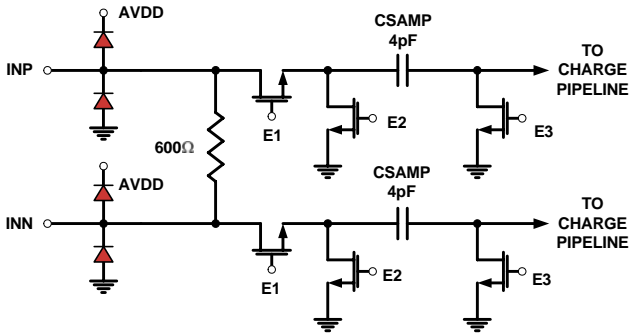 AVDD
CSAMP
4pF
TO
CHARGE
PIPELINE
INP
E1
E2
E3
600Ω
AVDD
CSAMP
4pF
TO
CHARGE
PIPELINE
INN
E1
E2
E3